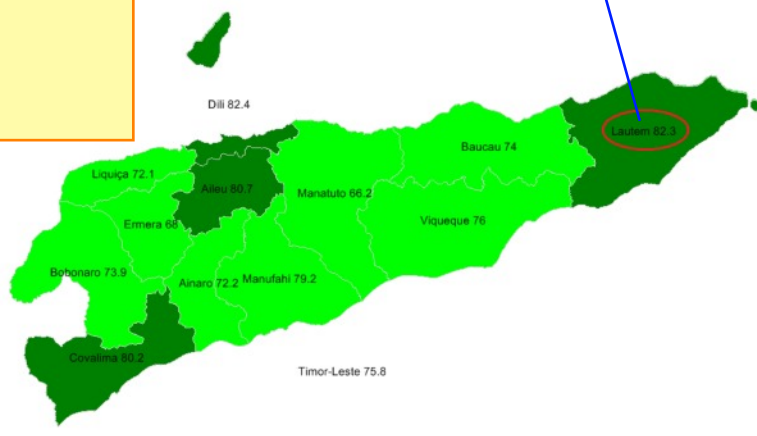 Dili 82.4
Lautem 82.3
Baucau 74
Liquiça 72.1
Aileu 80.7
Manatuto 66.2
Ermera 68
Viqueque 76
Bobonaro 73.9
Ainaro 72.2
Manufahi 79.2
Covalima 80.2
Timor-Leste 75.8